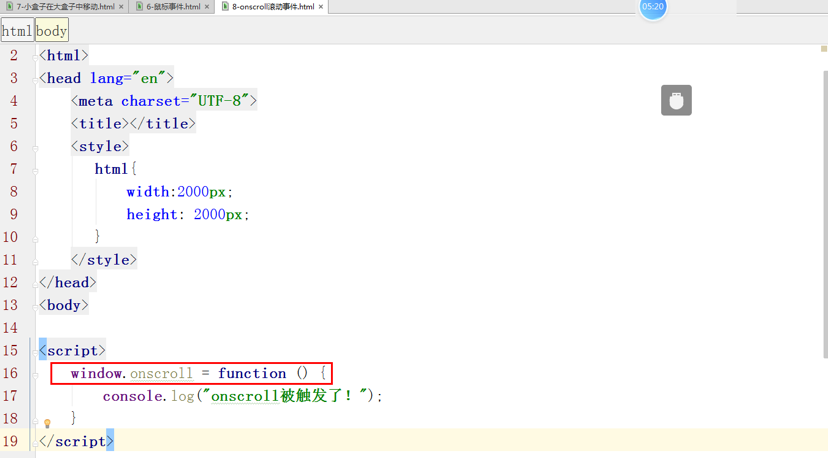 7-小盒子在大盒子中移动.html × 6-鼠标事件.html × 8-onscroll滚动事件.html × 05:20
html body
2 <html>
3 <head lang="en">
4 <meta charset="UTF-8">
5 <title></title>
6 <style>
7 html{
8 width:2000px;
9 height: 2000px;
10 }
11 </style>
12 </head>
13 <body>
14
15 <script>
16 window.onscroll = function () {
17 console.log("onscroll被触发了！");
18 }
19 </script>